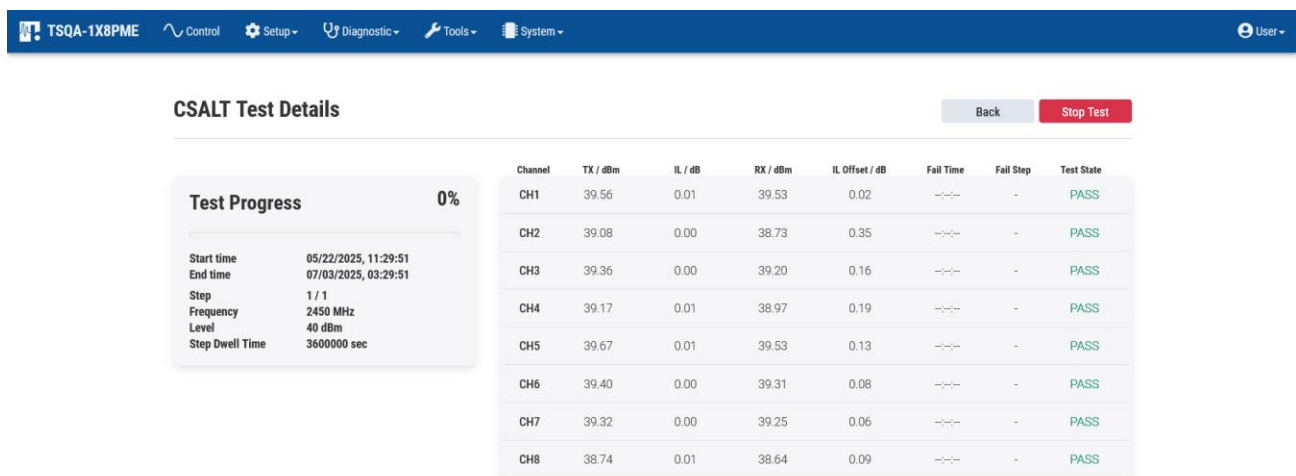 TSQA-1X8PME Control Setup Diagnostic Tools System User
CSALT Test Details Back Stop Test
Test Progress 0%
Start time 05/22/2025, 11:29:51
End time 07/03/2025, 03:29:51
Step 1 / 1
Frequency 2450 MHz
Level 40 dBm
Step Dwell Time 3600000 sec
Channel TX / dBm IL / dB RX / dBm IL Offset / dB Fail Time Fail Step Test State
CH1 39.56 0.01 39.53 0.02 --:--:-- - PASS
CH2 39.08 0.00 38.73 0.35 --:--:-- - PASS
CH3 39.36 0.00 39.20 0.16 --:--:-- - PASS
CH4 39.17 0.01 38.97 0.19 --:--:-- - PASS
CH5 39.67 0.01 39.53 0.13 --:--:-- - PASS
CH6 39.40 0.00 39.31 0.08 --:--:-- - PASS
CH7 39.32 0.00 39.25 0.06 --:--:-- - PASS
CH8 38.74 0.01 38.64 0.09 --:--:-- - PASS